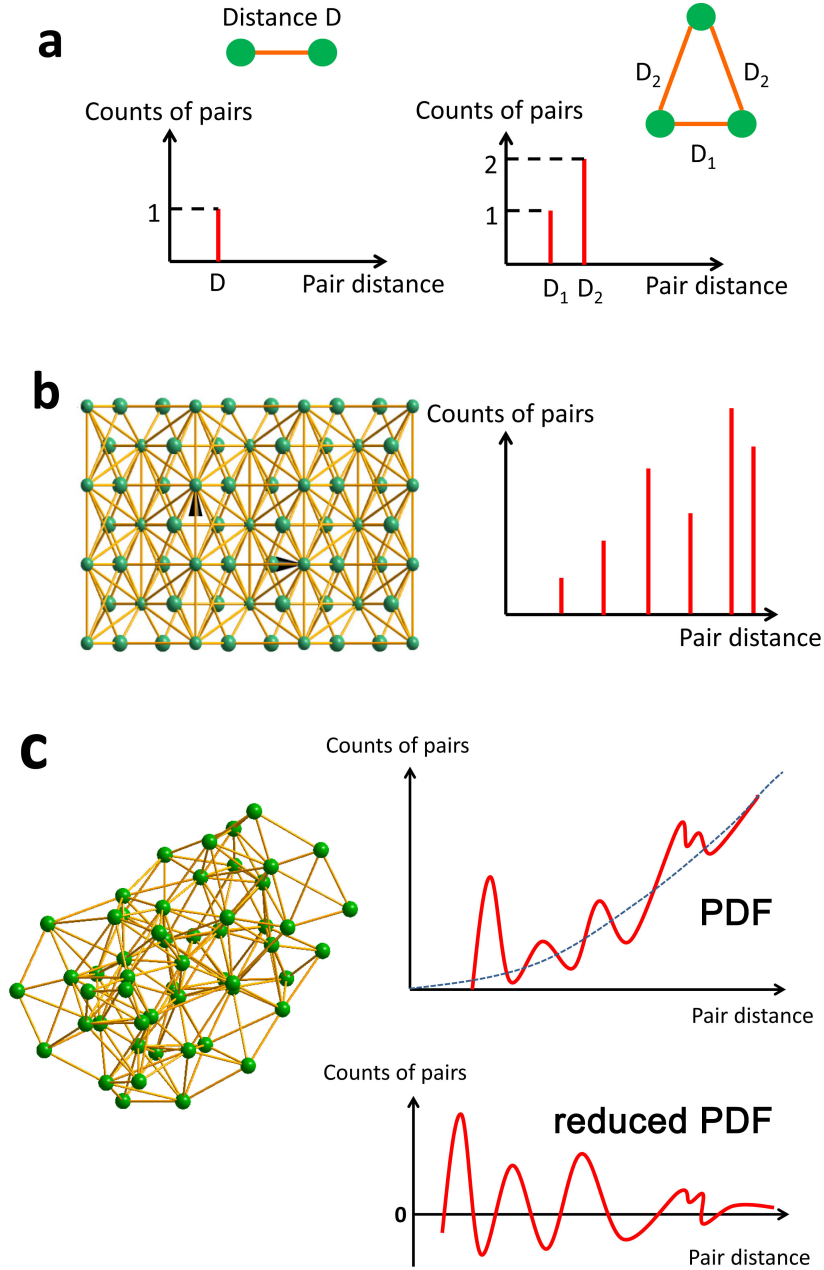 a
Distance D
Counts of pairs
1
D
Pair distance
D₂ D₂
D₁
Counts of pairs
2
1
D₁ D₂
Pair distance
b
Counts of pairs
Pair distance
c
Counts of pairs
PDF
Pair distance
Counts of pairs
reduced PDF
0
Pair distance